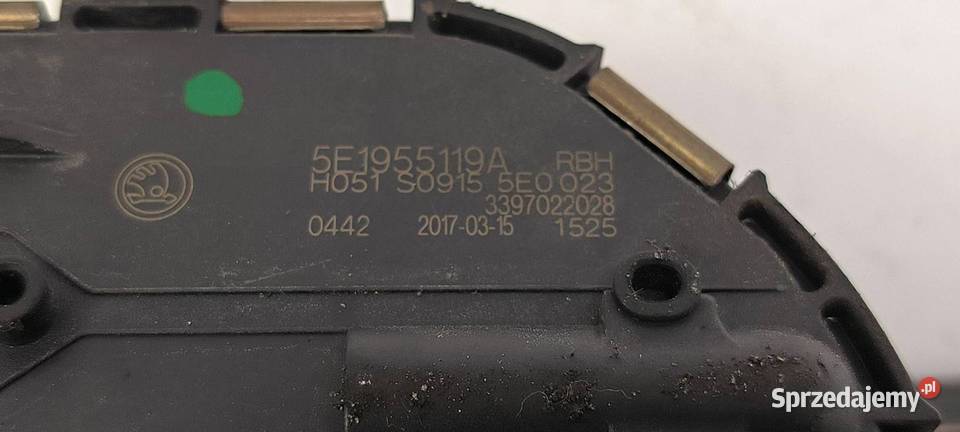 5E1955119A RBH
H051 S0915 5E0 023
3397022028
0442 2017-03-15 1525
Sprzedajemy.pl